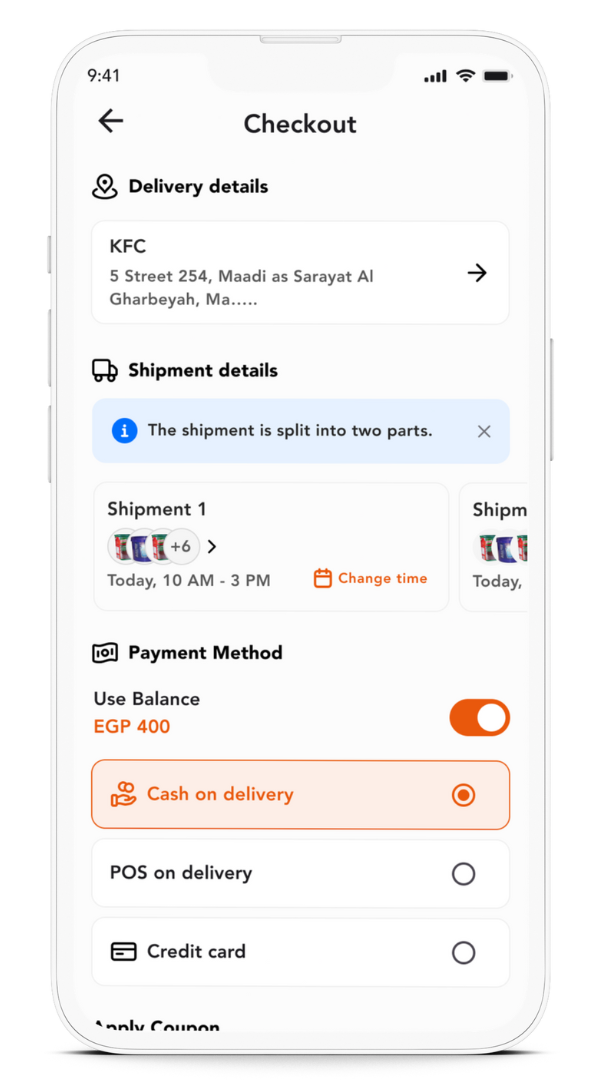 9:41
Checkout
Delivery details
KFC
5 Street 254, Maadi as Sarayat Al
Gharbeyah, Ma.....
Shipment details
The shipment is split into two parts.
Shipment 1
Shipm
+6
Today, 10 AM - 3 PM
Change time
Today,
Payment Method
Use Balance
EGP 400
Cash on delivery
POS on delivery
Credit card
Apply Coupon